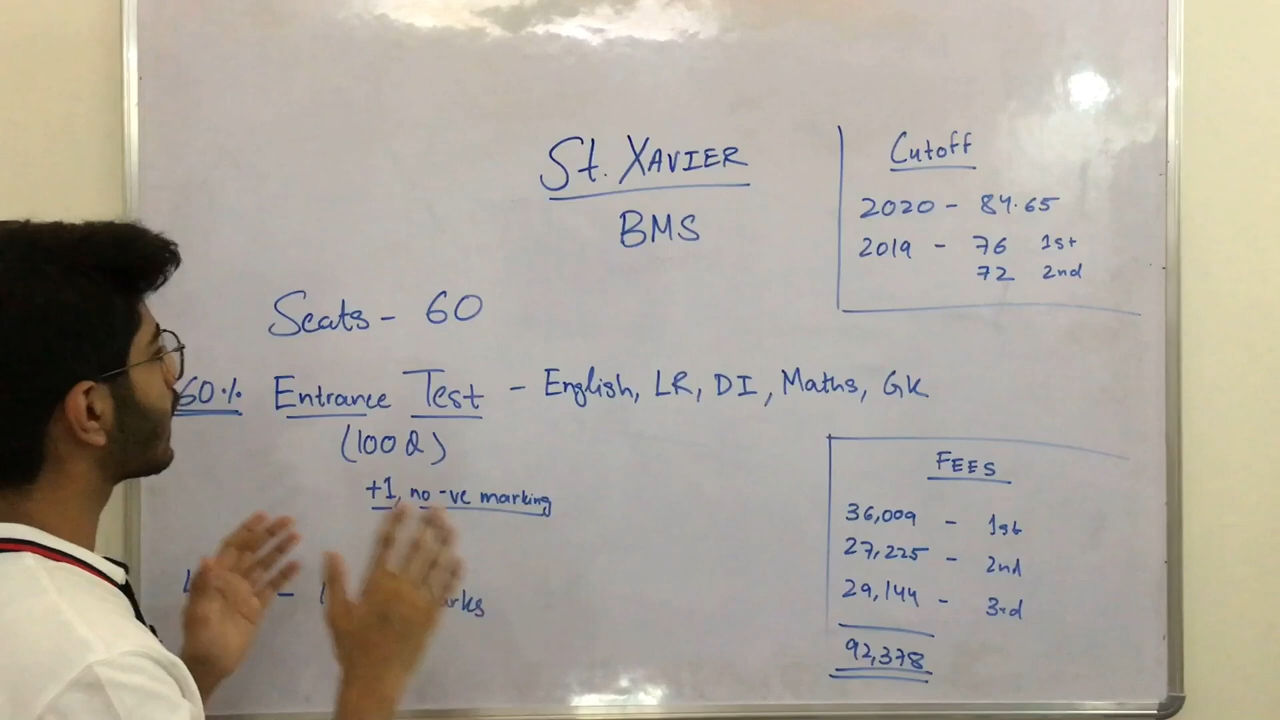 St. XAVIER
BMS
Cutoff
2020 - 84.65
2019 - 76 1st
72 2nd
Seats - 60
60% Entrance Test - English, LR, DI, Maths, GK
(100 Q)
+1, no -ve marking
FEES
36,009 - 1st
27,225 - 2nd
29,144 - 3rd
92,378